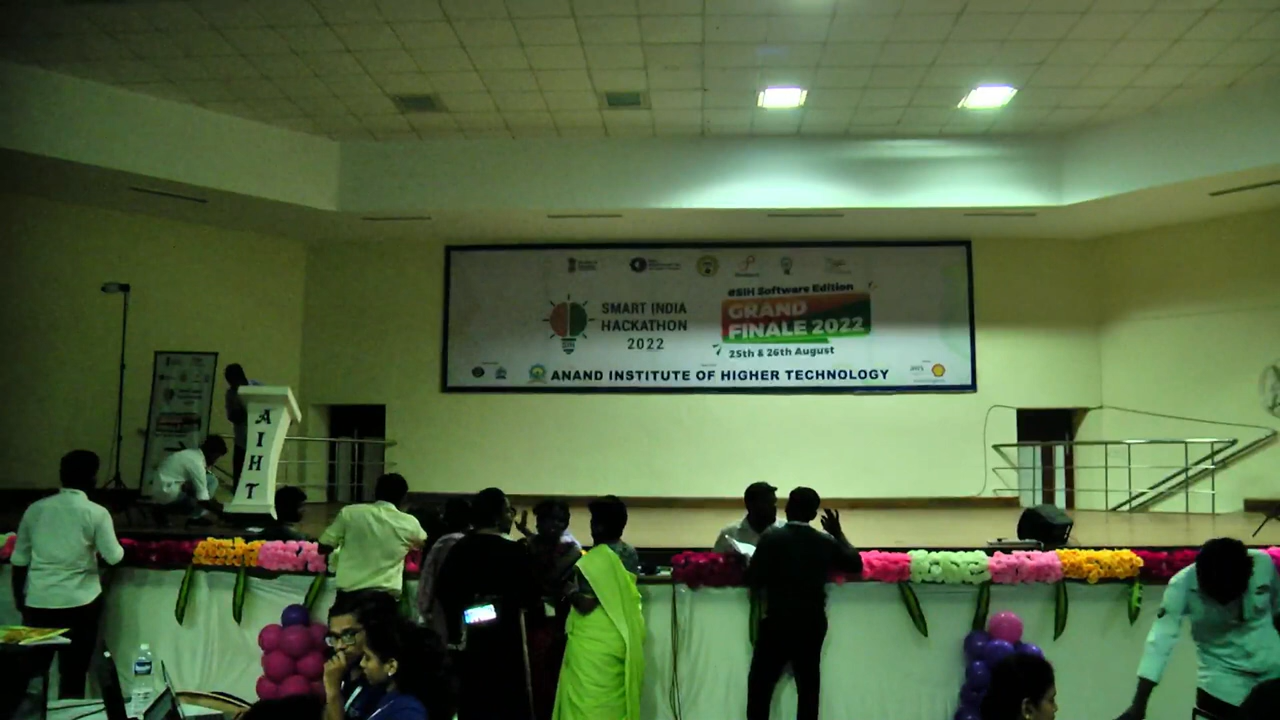 #SIH Software Edition
SMART INDIA
HACKATHON
2022
GRAND
FINALE 2022
25th & 26th August
ANAND INSTITUTE OF HIGHER TECHNOLOGY
A
I
H
T